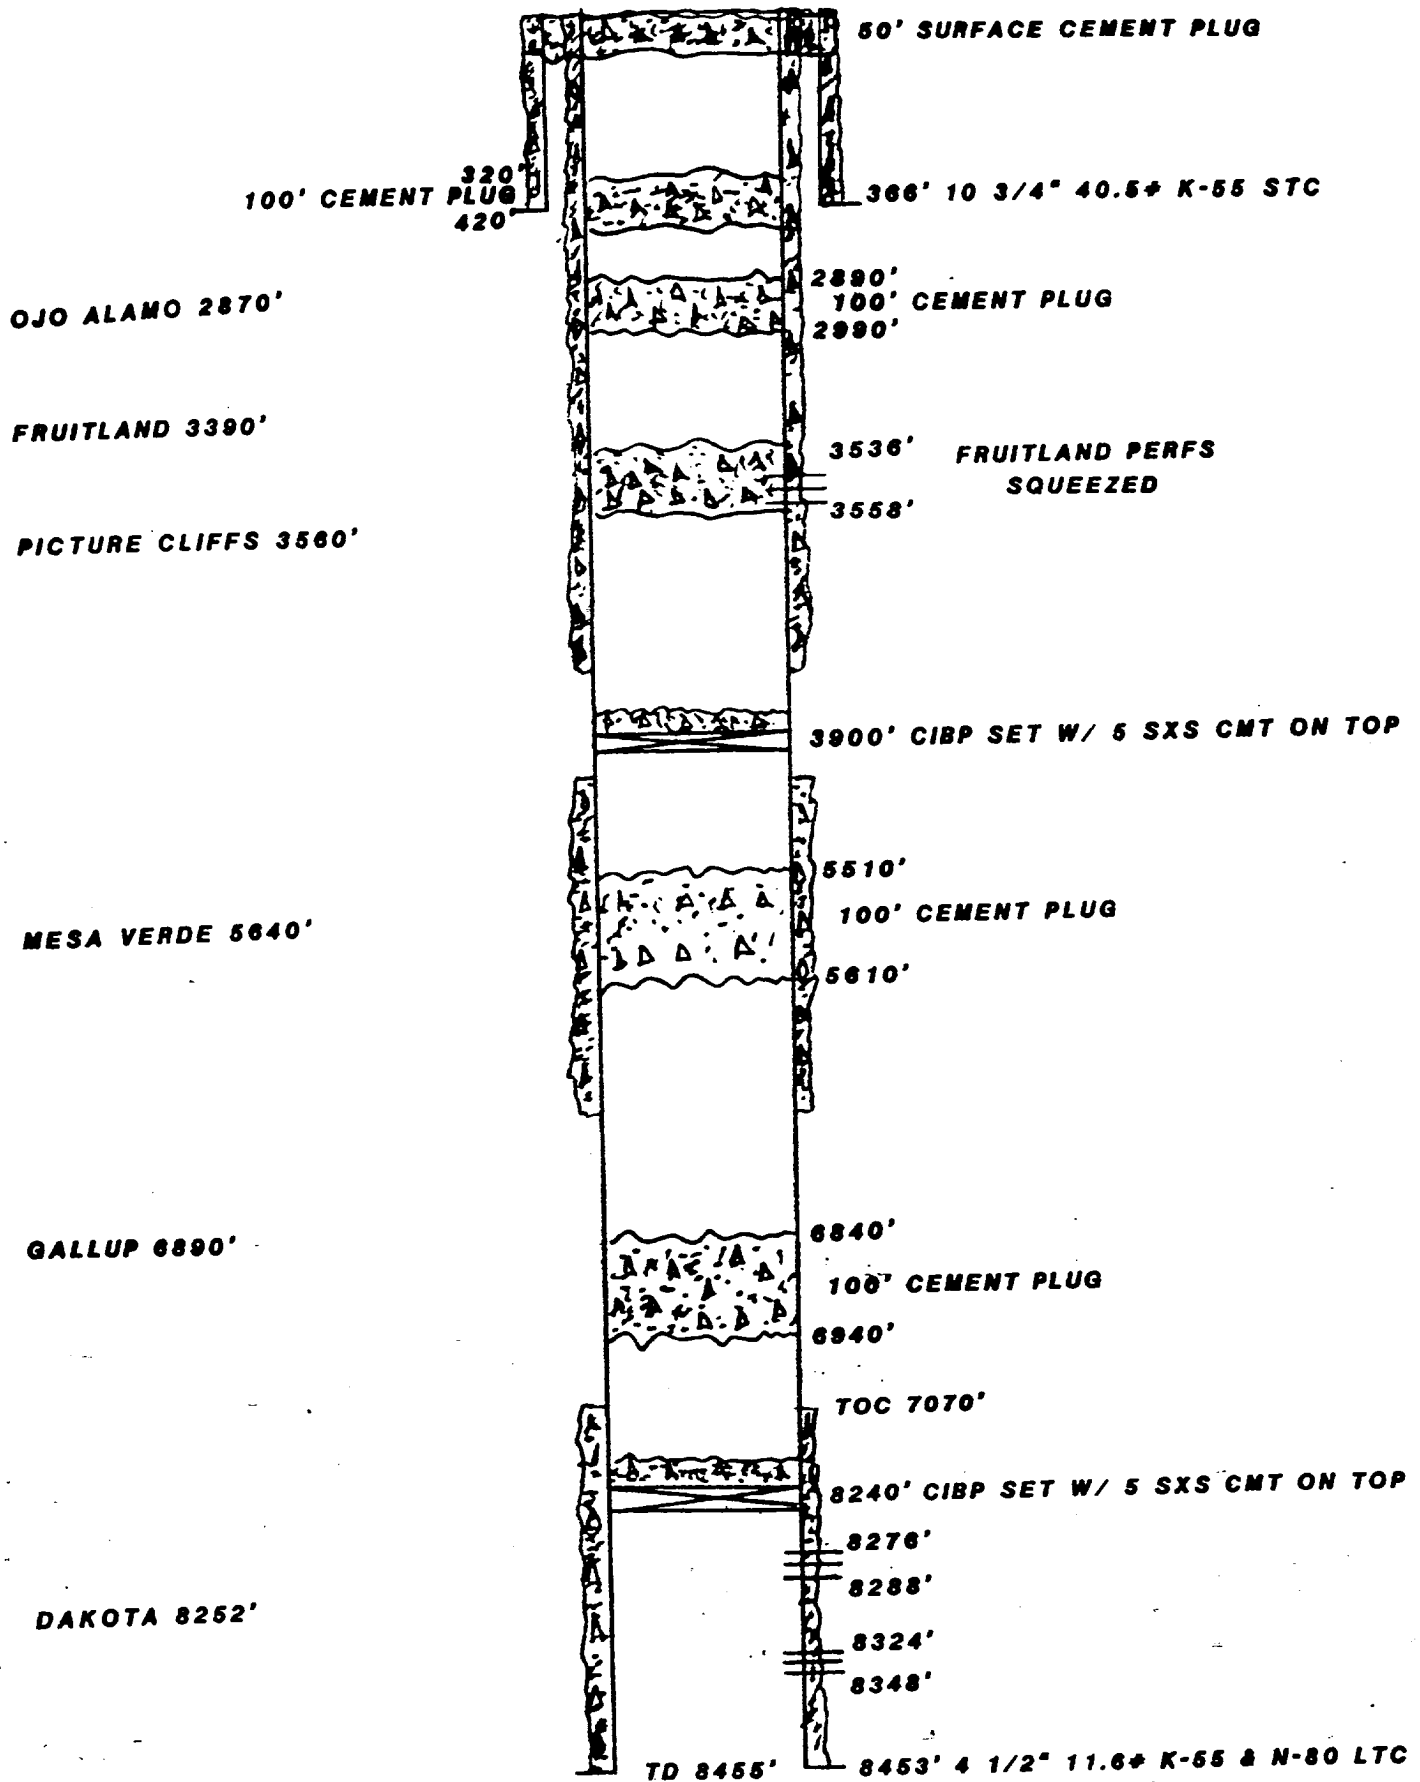 50' SURFACE CEMENT PLUG
320'
100' CEMENT PLUG
420'
366' 10 3/4" 40.5# K-55 STC
2890'
OJO ALAMO 2870'
100' CEMENT PLUG
2990'
FRUITLAND 3390'
3536'
FRUITLAND PERFS
SQUEEZED
3558'
PICTURE CLIFFS 3560'
3900' CIBP SET W/ 5 SXS CMT ON TOP
5510'
100' CEMENT PLUG
MESA VERDE 5640'
5610'
6840'
GALLUP 6890'
100' CEMENT PLUG
6940'
TOC 7070'
8240' CIBP SET W/ 5 SXS CMT ON TOP
8276'
8288'
DAKOTA 8252'
8324'
8348'
TD 8455'
8453' 4 1/2" 11.6# K-55 & N-80 LTC